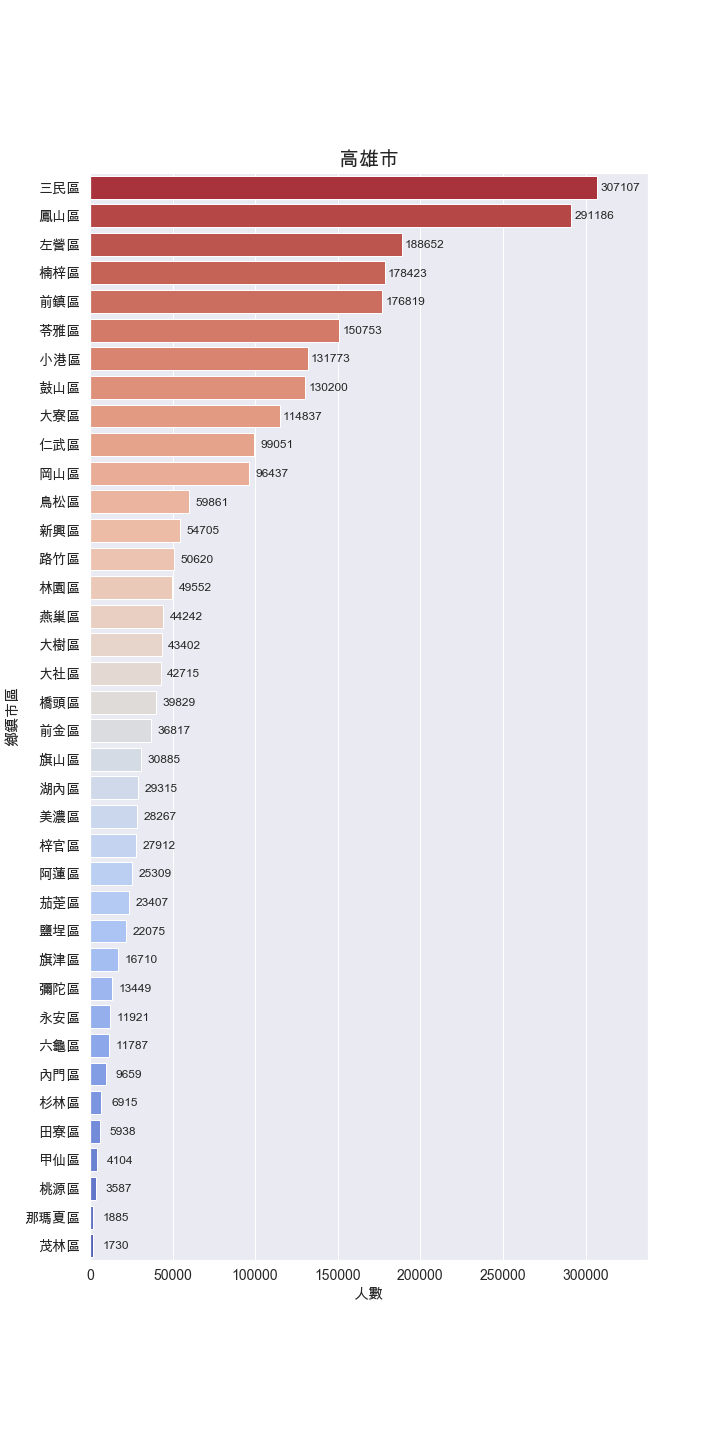 高雄市
三民區 307107
鳳山區 291186
左營區 188652
楠梓區 178423
前鎮區 176819
苓雅區 150753
小港區 131773
鼓山區 130200
大寮區 114837
仁武區 99051
岡山區 96437
鳥松區 59861
新興區 54705
路竹區 50620
林園區 49552
燕巢區 44242
大樹區 43402
大社區 42715
橋頭區 39829
前金區 36817
旗山區 30885
湖內區 29315
美濃區 28267
梓官區 27912
阿蓮區 25309
茄萣區 23407
鹽埕區 22075
旗津區 16710
彌陀區 13449
永安區 11921
六龜區 11787
內門區 9659
杉林區 6915
田寮區 5938
甲仙區 4104
桃源區 3587
那瑪夏區 1885
茂林區 1730
鄉鎮市區
0 50000 100000 150000 200000 250000 300000
人數